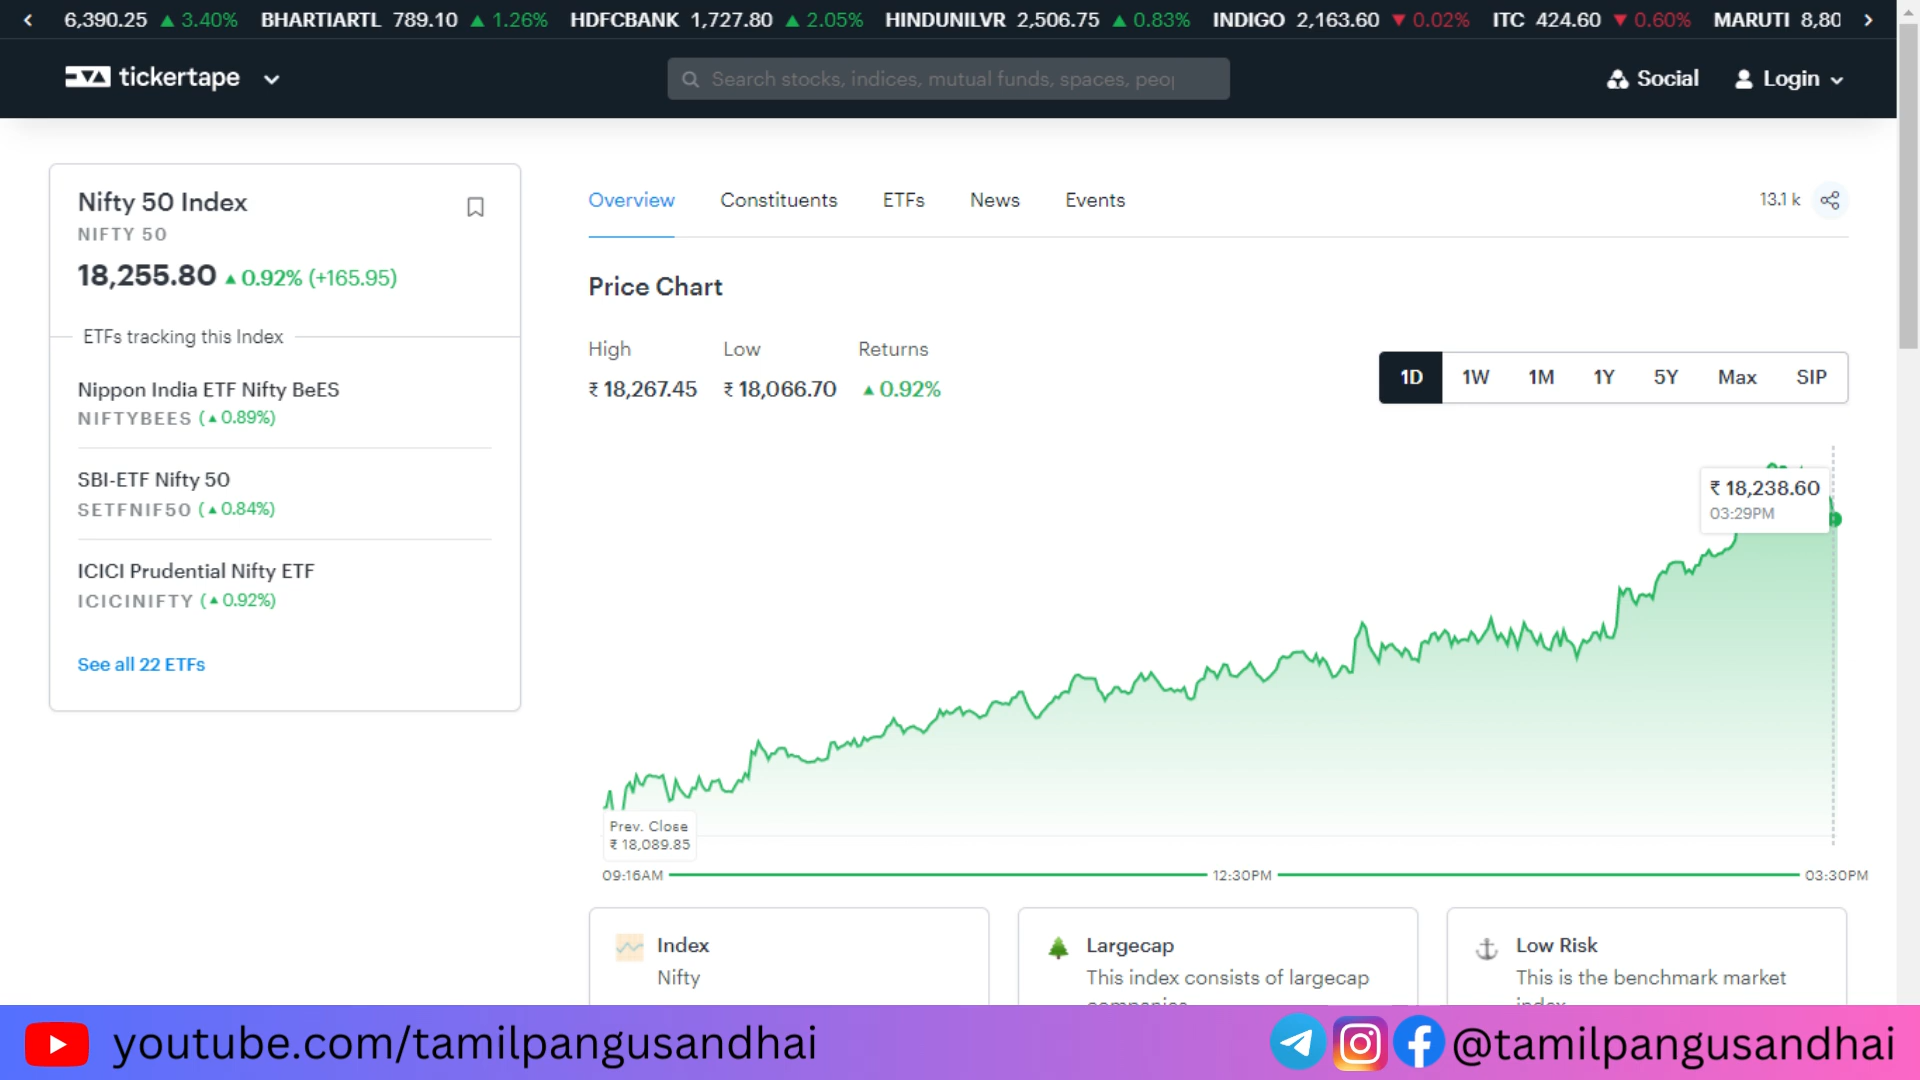 6,390.25 ▲ 3.40% BHARTIARTL 789.10 ▲ 1.26% HDFCBANK 1,727.80 ▲ 2.05% HINDUNILVR 2,506.75 ▲ 0.83% INDIGO 2,163.60 ▼ 0.02% ITC 424.60 ▼ 0.60% MARUTI 8,80
tickertape
Search stocks, indices, mutual funds, spaces, peop
Social
Login
Nifty 50 Index
NIFTY 50
18,255.80 ▲ 0.92% (+165.95)
ETFs tracking this Index
Nippon India ETF Nifty BeES
NIFTYBEES (▲ 0.89%)
SBI-ETF Nifty 50
SETFNIF50 (▲ 0.84%)
ICICI Prudential Nifty ETF
ICICINIFTY (▲ 0.92%)
See all 22 ETFs
Overview Constituents ETFs News Events
13.1 k
Price Chart
High Low Returns
₹ 18,267.45 ₹ 18,066.70 ▲ 0.92%
1D 1W 1M 1Y 5Y Max SIP
₹ 18,238.60
03:29PM
Prev. Close
₹ 18,089.85
09:16AM 12:30PM 03:30PM
Index
Nifty
Largecap
This index consists of largecap
companies
Low Risk
This is the benchmark market
index
youtube.com/tamilpangusandhai
@tamilpangusandhai